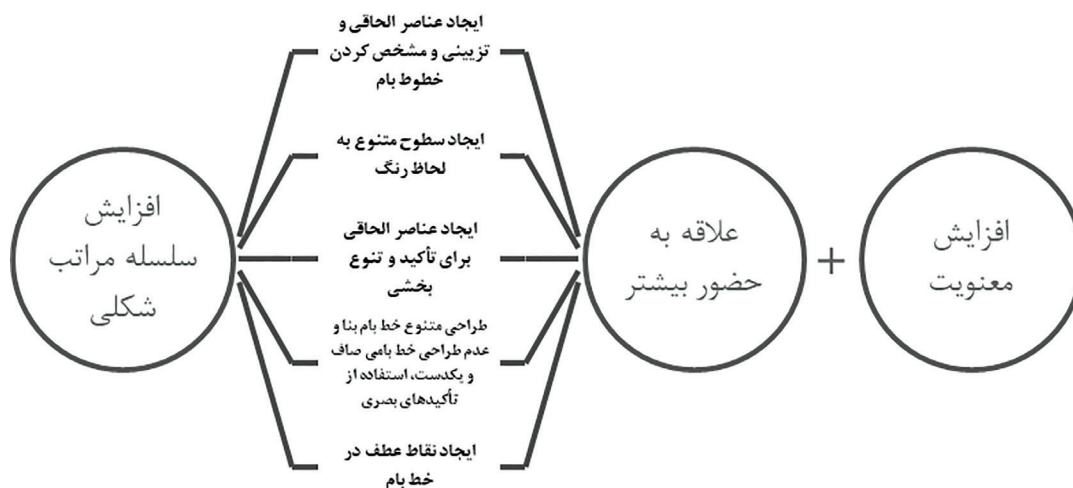 افزایش
معنویت
+
علاقه به
حضور بیشتر
ایجاد عناصر الحاقی و
تزیینی و مشخص کردن
خطوط بام
ایجاد سطوح متنوع به
لحاظ رنگ
ایجاد عناصر الحاقی
برای تأکید و تنوع
بخشی
طراحی متنوع خط بام بنا و
عدم طراحی خط بامی صاف
و یکدست، استفاده از
تأکیدهای بصری
ایجاد نقاط عطف در
خط بام
افزایش
سلسله مراتب
شکلی